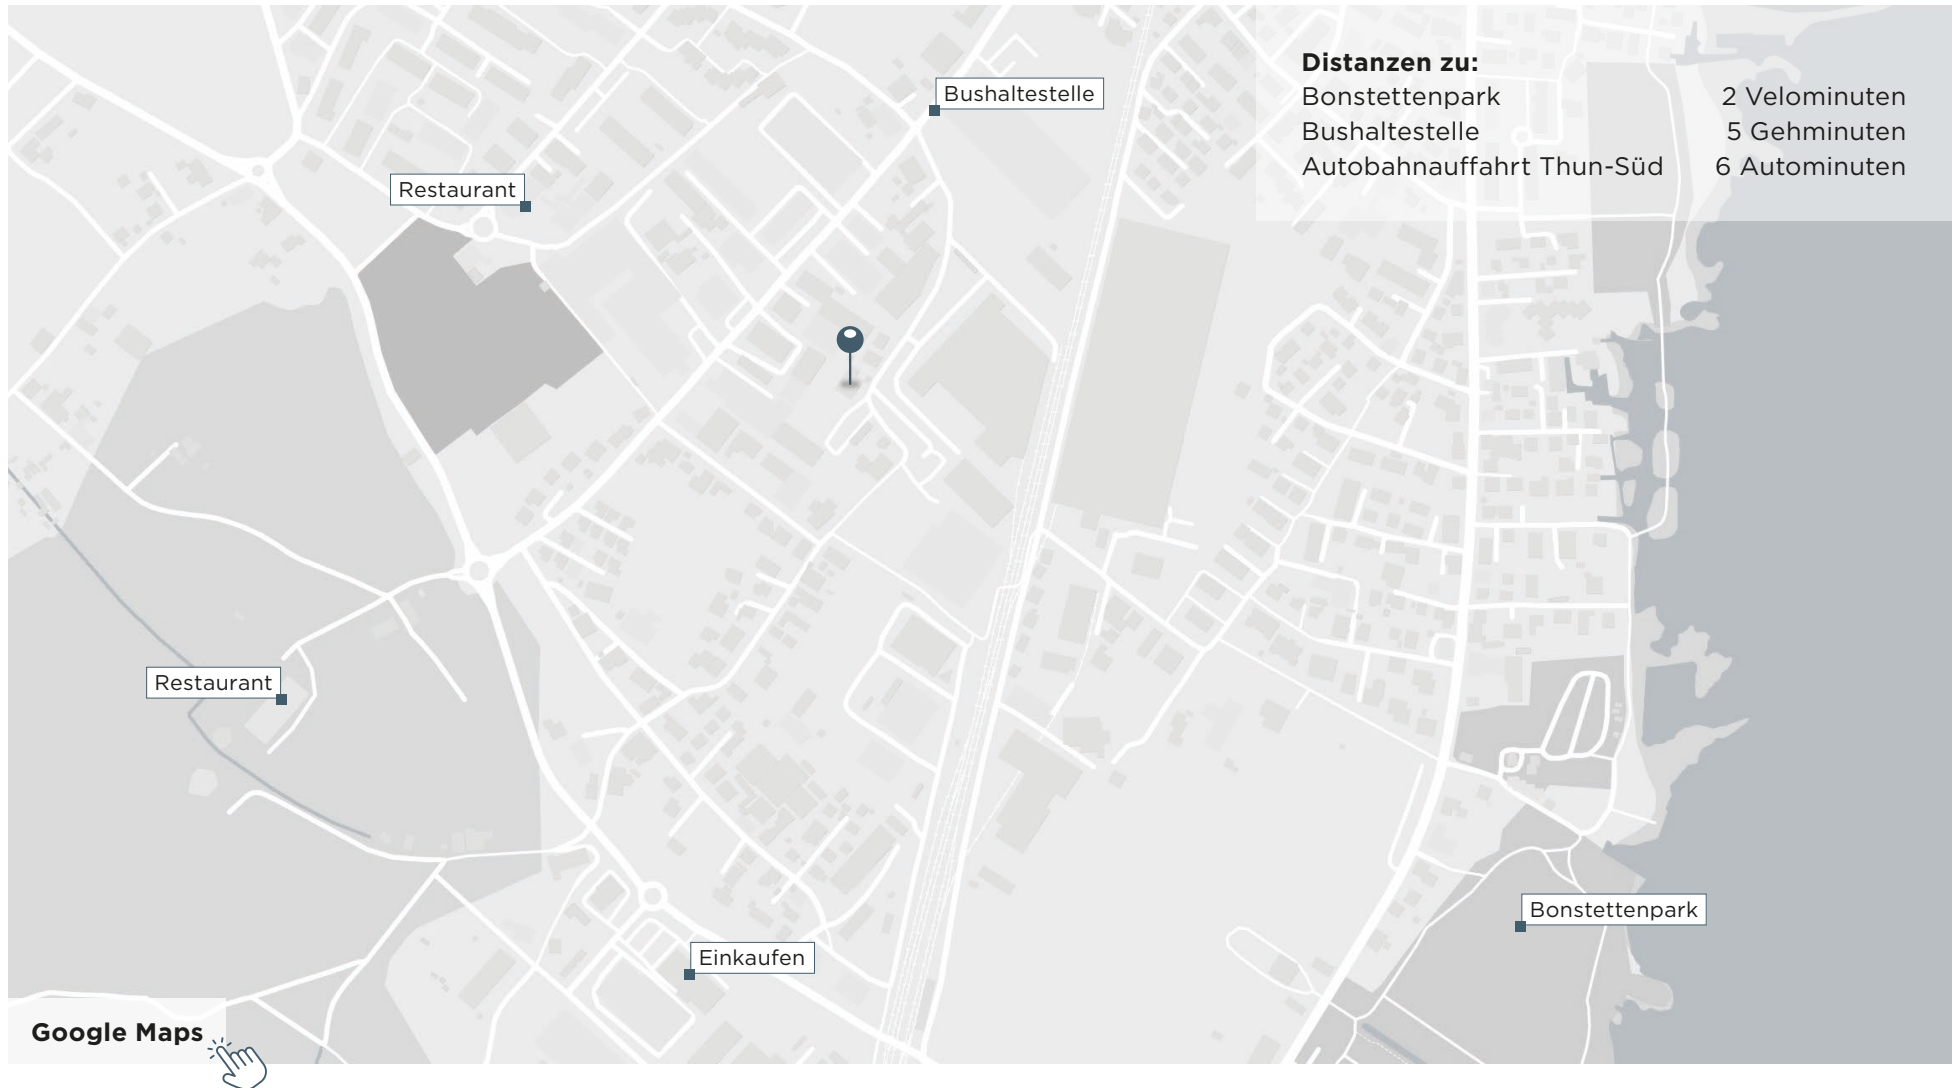 Distanzen zu:
Bonstettenpark 2 Velominuten
Bushaltestelle 5 Gehminuten
Autobahnauffahrt Thun-Süd 6 Autominuten
Bushaltestelle
Restaurant
Restaurant
Bonstettenpark
Einkaufen
Google Maps